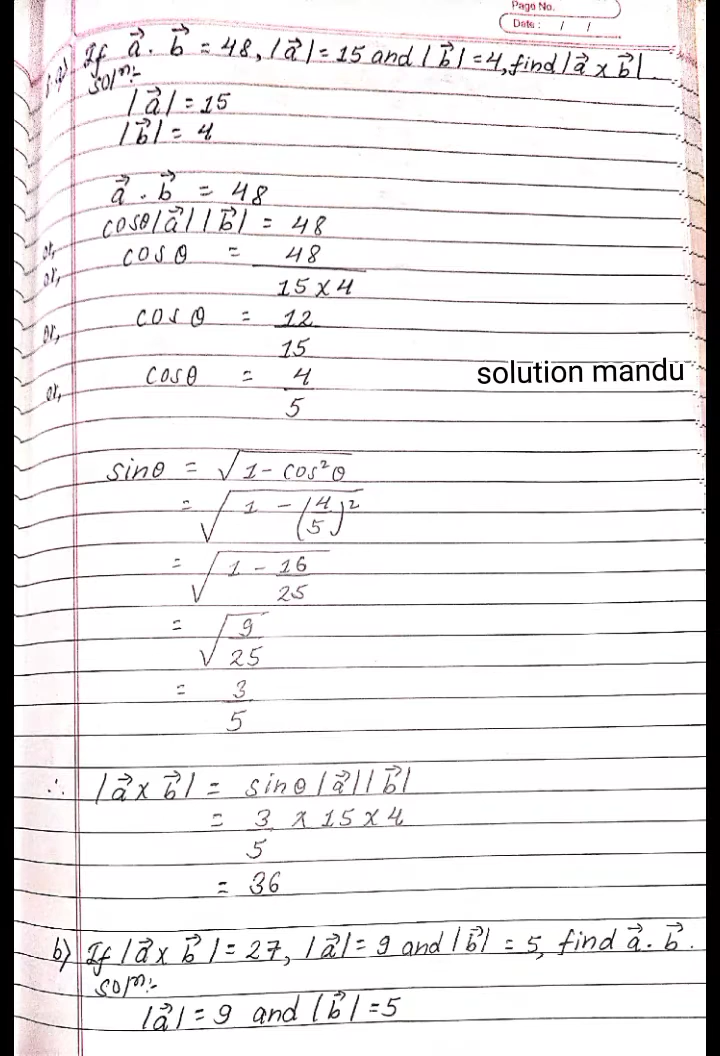 Page No.
Date : / /
1.a) If a⃗ . b⃗ = 48, |a⃗| = 15 and |b⃗| = 4, find |a⃗ x b⃗|
solⁿ:-
|a⃗| = 15
|b⃗| = 4
a⃗ . b⃗ = 48
cosθ|a⃗||b⃗| = 48
or, cosθ = 48
or, 15 x 4
cosθ = 12
or, 15
cosθ = 4
or, 5
solution mandu
sinθ = √1 - cos²θ
= √1 - (4/5)²
= √1 - 16/25
= √9/25
= 3/5
∴ |a⃗ x b⃗| = sinθ|a⃗||b⃗|
= 3/5 x 15 x 4
= 36
b) If |a⃗ x b⃗| = 27, |a⃗| = 9 and |b⃗| = 5, find a⃗ . b⃗.
solⁿ:-
|a⃗| = 9 and |b⃗| = 5